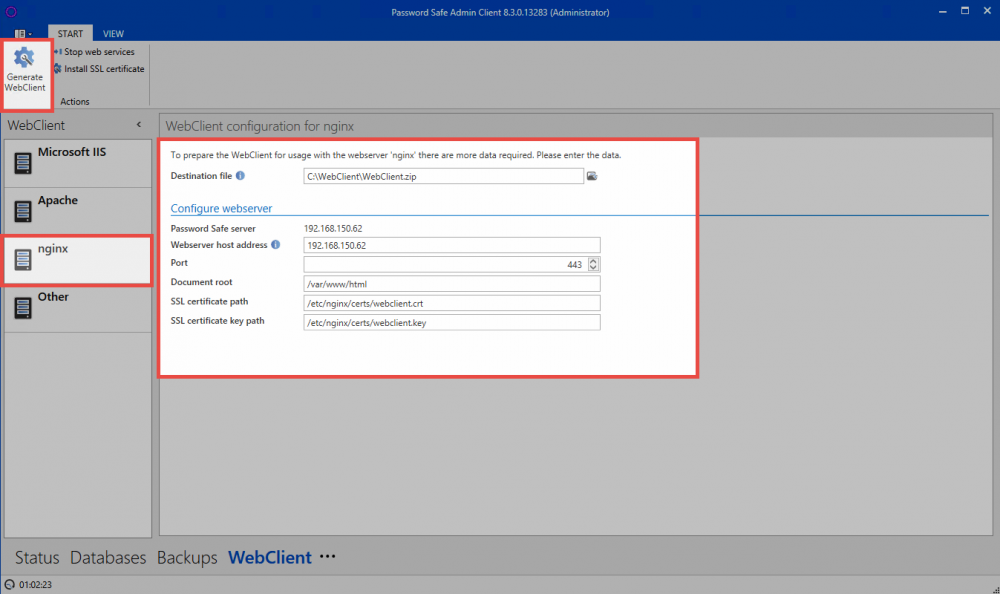 Password Safe Admin Client 8.3.0.13283 (Administrator)
START VIEW
Generate
WebClient
Stop web services
Install SSL certificate
Actions
WebClient
Microsoft IIS
Apache
nginx
Other
WebClient configuration for nginx
To prepare the WebClient for usage with the webserver 'nginx' there are more data required. Please enter the data.
Destination file C:\WebClient\WebClient.zip
Configure webserver
Password Safe server 192.168.150.62
Webserver host address 192.168.150.62
Port 443
Document root /var/www/html
SSL certificate path /etc/nginx/certs/webclient.crt
SSL certificate key path /etc/nginx/certs/webclient.key
Status Databases Backups WebClient ···
01:02:23